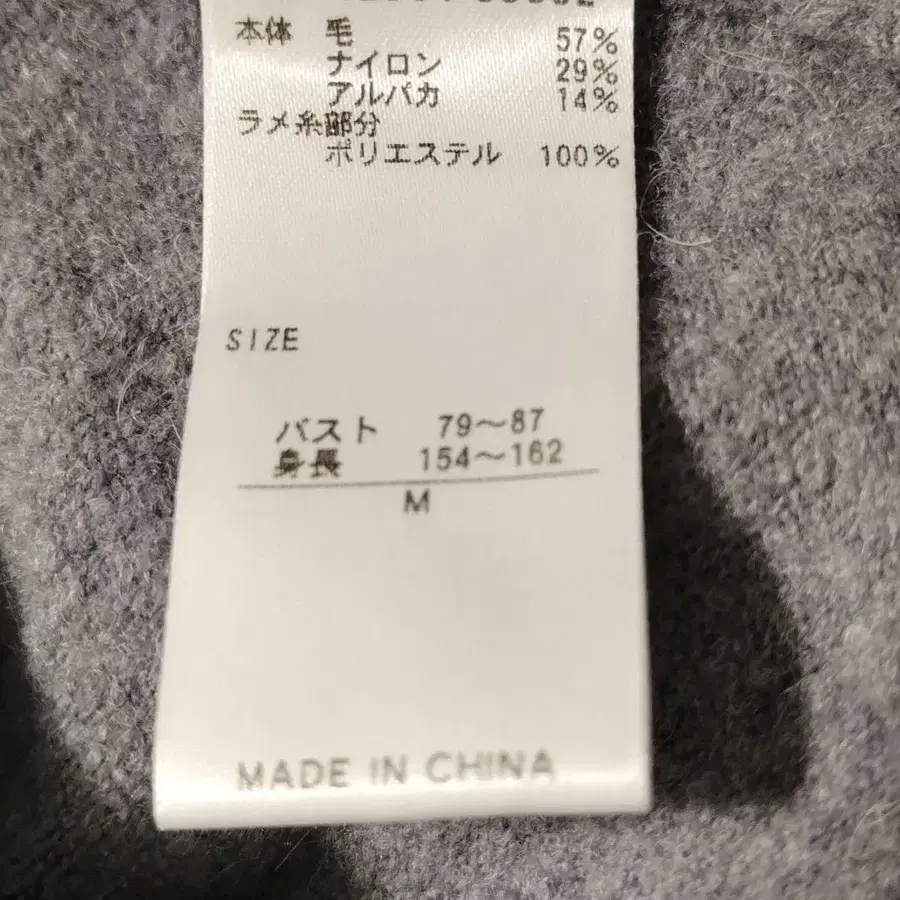 本体 毛 57%
ナイロン 29%
アルパカ 14%
ラメ糸部分
ポリエステル 100%
SIZE
バスト 79～87
身長 154～162
M
MADE IN CHINA